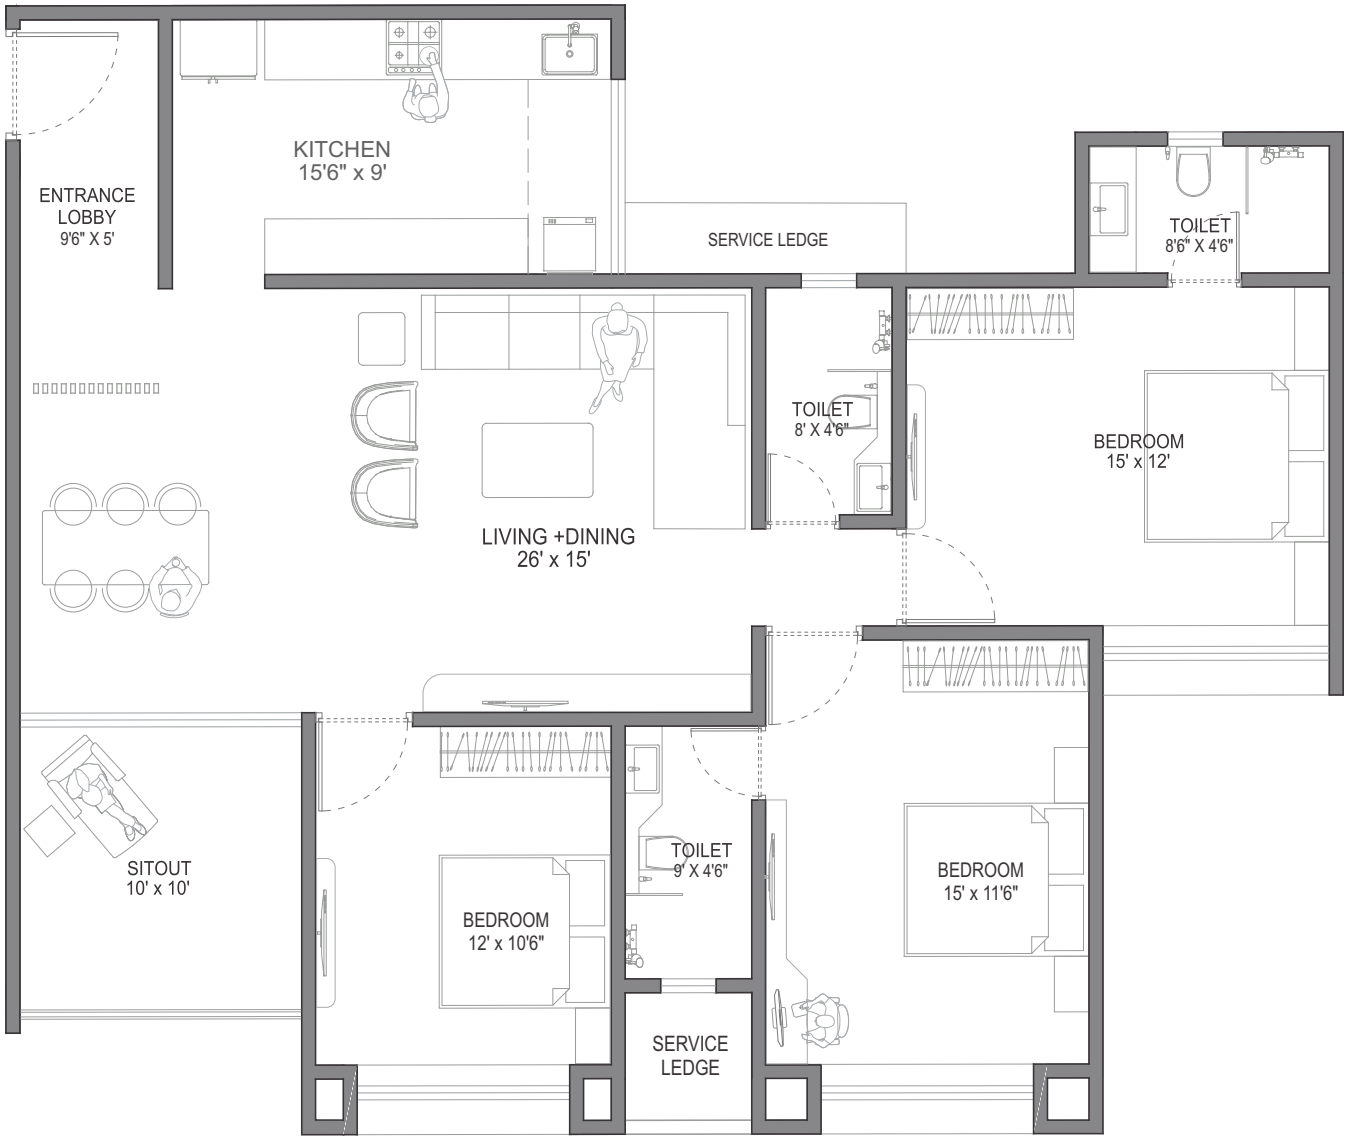 KITCHEN
15'6" x 9'
ENTRANCE
LOBBY
9'6" X 5'
SERVICE LEDGE
TOILET
8'6" X 4'6"
TOILET
8' X 4'6"
BEDROOM
15' x 12'
LIVING +DINING
26' x 15'
SITOUT
10' x 10'
BEDROOM
12' x 10'6"
TOILET
9' X 4'6"
BEDROOM
15' x 11'6"
SERVICE
LEDGE